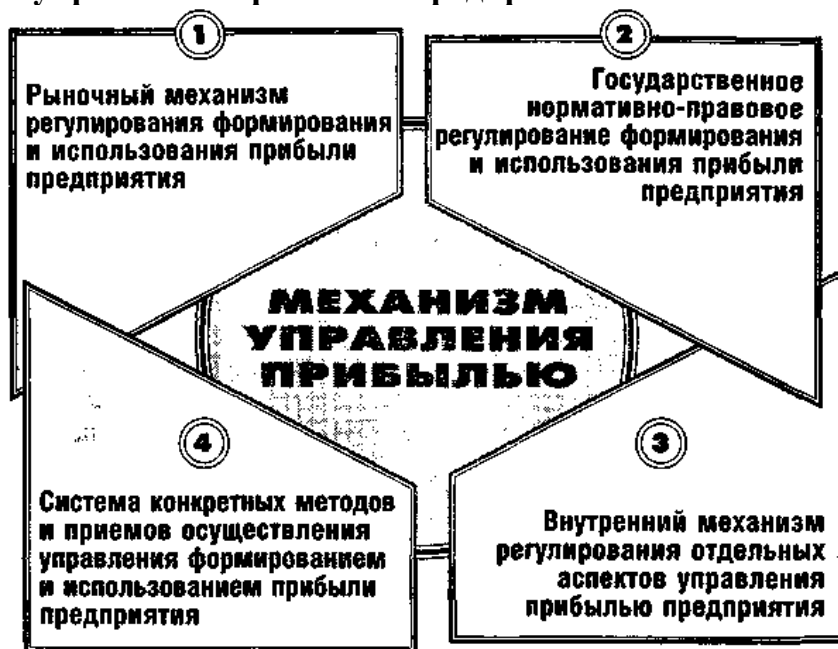 1
Рыночный механизм
регулирования формирования
и использования прибыли
предприятия
2
Государственное
нормативно-правовое
регулирование формирования
и использования прибыли
предприятия
МЕХАНИЗМ
УПРАВЛЕНИЯ
ПРИБЫЛЬЮ
4
Система конкретных методов
и приемов осуществления
управления формированием
и использованием прибыли
предприятия
3
Внутренний механизм
регулирования отдельных
аспектов управления
прибылью предприятия